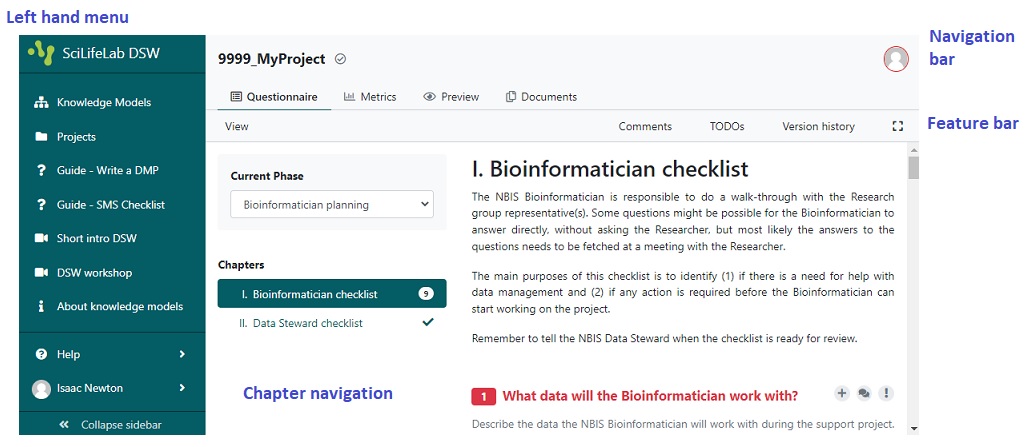 Left hand menu
Navigation
bar
Feature bar
SciLifeLab DSW
Knowledge Models
Projects
Guide - Write a DMP
Guide - SMS Checklist
Short intro DSW
DSW workshop
About knowledge models
Help
Isaac Newton
Collapse sidebar
9999_MyProject
Questionnaire Metrics Preview Documents
View Comments TODOs Version history
Current Phase
Bioinformatician planning
Chapters
I. Bioinformatician checklist 9
II. Data Steward checklist
Chapter navigation
I. Bioinformatician checklist
The NBIS Bioinformatician is responsible to do a walk-through with the Research
group representative(s). Some questions might be possible for the Bioinformatician to
answer directly, without asking the Researcher, but most likely the answers to the
questions needs to be fetched at a meeting with the Researcher.
The main purposes of this checklist is to identify (1) if there is a need for help with
data management and (2) if any action is required before the Bioinformatician can
start working on the project.
Remember to tell the NBIS Data Steward when the checklist is ready for review.
1 What data will the Bioinformatician work with?
Describe the data the NBIS Bioinformatician will work with during the support project.